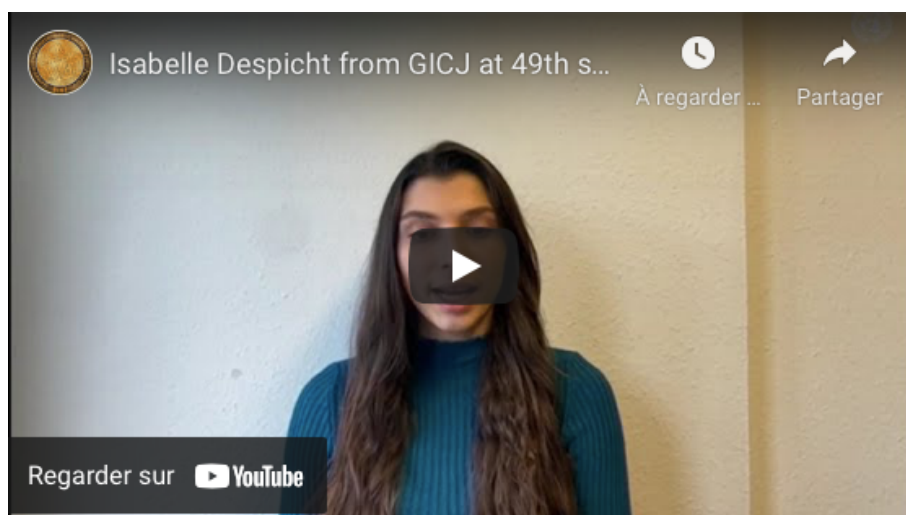 Isabelle Despicht from GICJ at 49th s...
À regarder ...
Partager
Regarder sur YouTube